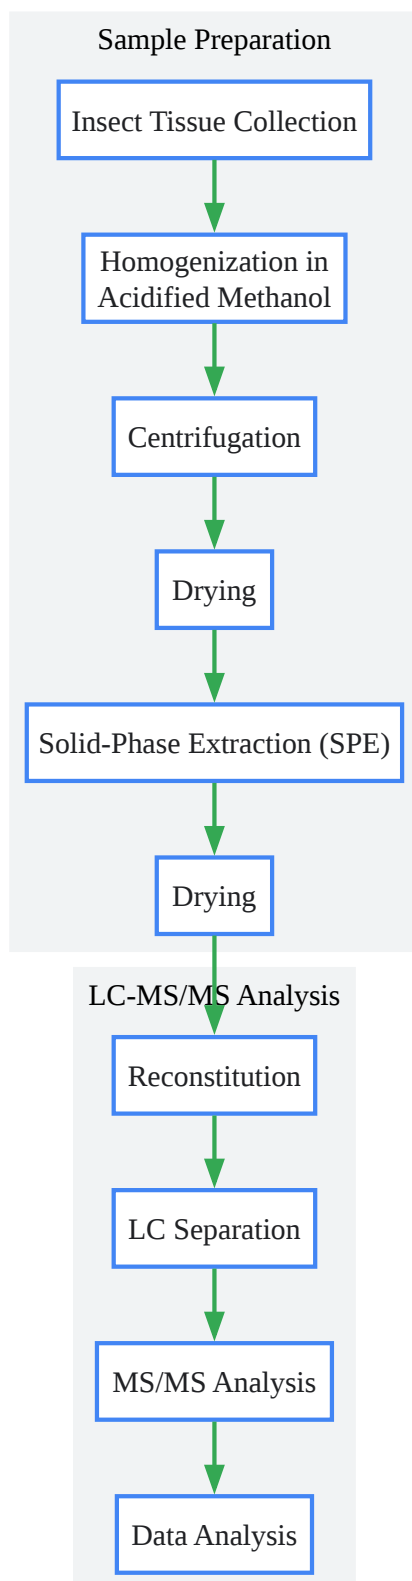 Sample Preparation
Insect Tissue Collection
Homogenization in
Acidified Methanol
Centrifugation
Drying
Solid-Phase Extraction (SPE)
Drying
LC-MS/MS Analysis
Reconstitution
LC Separation
MS/MS Analysis
Data Analysis